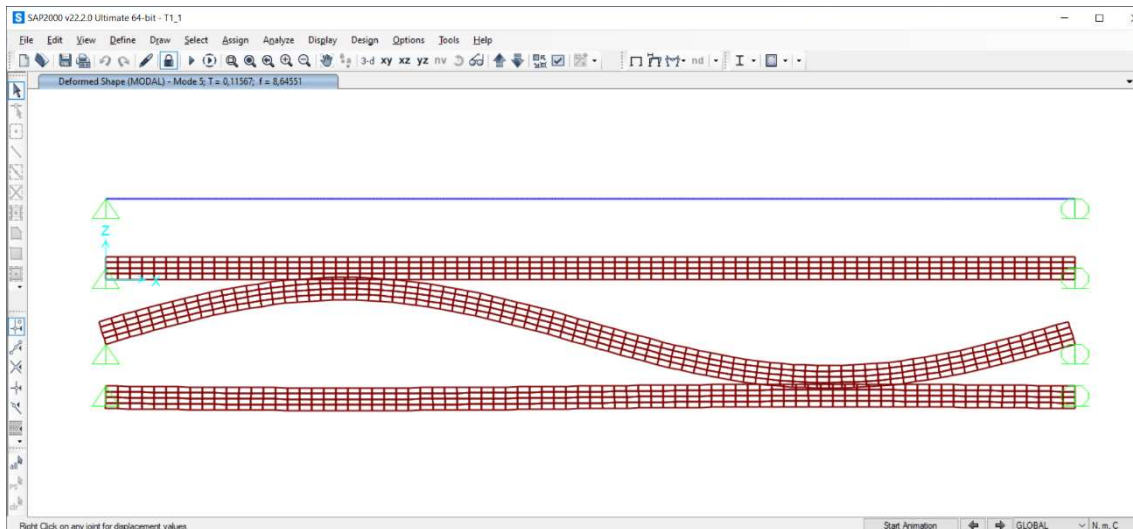 SAP2000 v22.2.0 Ultimate 64-bit - T1_1
File Edit View Define Draw Select Assign Analyze Display Design Options Tools Help
3-d xy xz yz nv nd
Deformed Shape (MODAL) - Mode 5; T = 0,11567; f = 8,64551
Z
X
all
Right Click on any joint for displacement values
Start Animation GLOBAL N, m, C